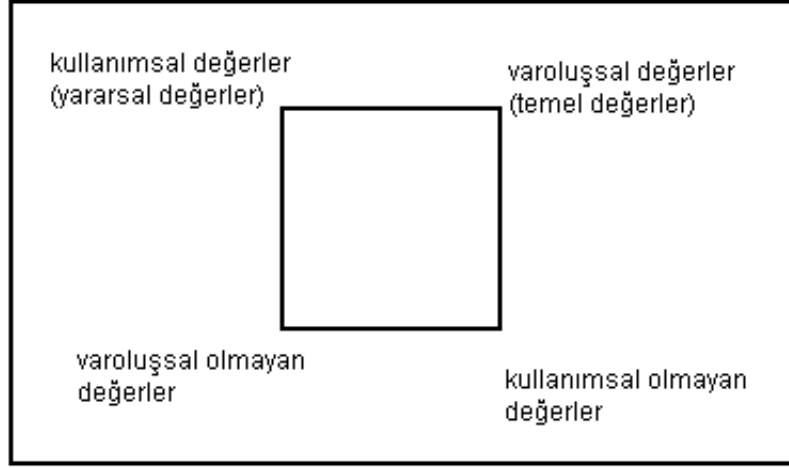 kullanımsal değerler
(yararsal değerler)
varoluşsal değerler
(temel değerler)
varoluşsal olmayan
değerler
kullanımsal olmayan
değerler